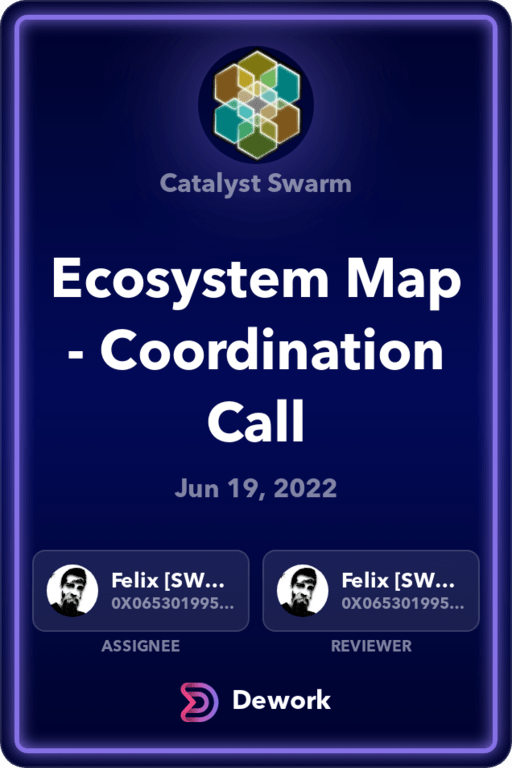 Catalyst Swarm
Ecosystem Map
- Coordination
Call
Jun 19, 2022
Felix [SW...
0X065301995...
Felix [SW...
0X065301995...
ASSIGNEE
REVIEWER
Dework